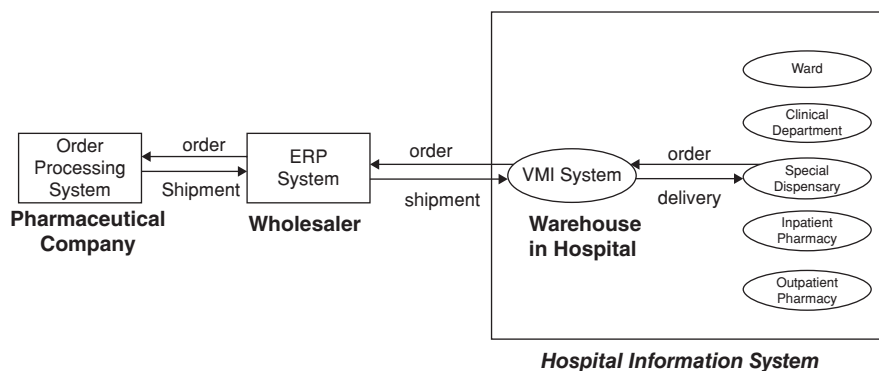 Ward
Clinical
Department
order
Order
Processing
System
Shipment
Pharmaceutical
Company
ERP
System
Wholesaler
order
shipment
VMI System
Warehouse
in Hospital
order
delivery
Special
Dispensary
Inpatient
Pharmacy
Outpatient
Pharmacy
Hospital Information System